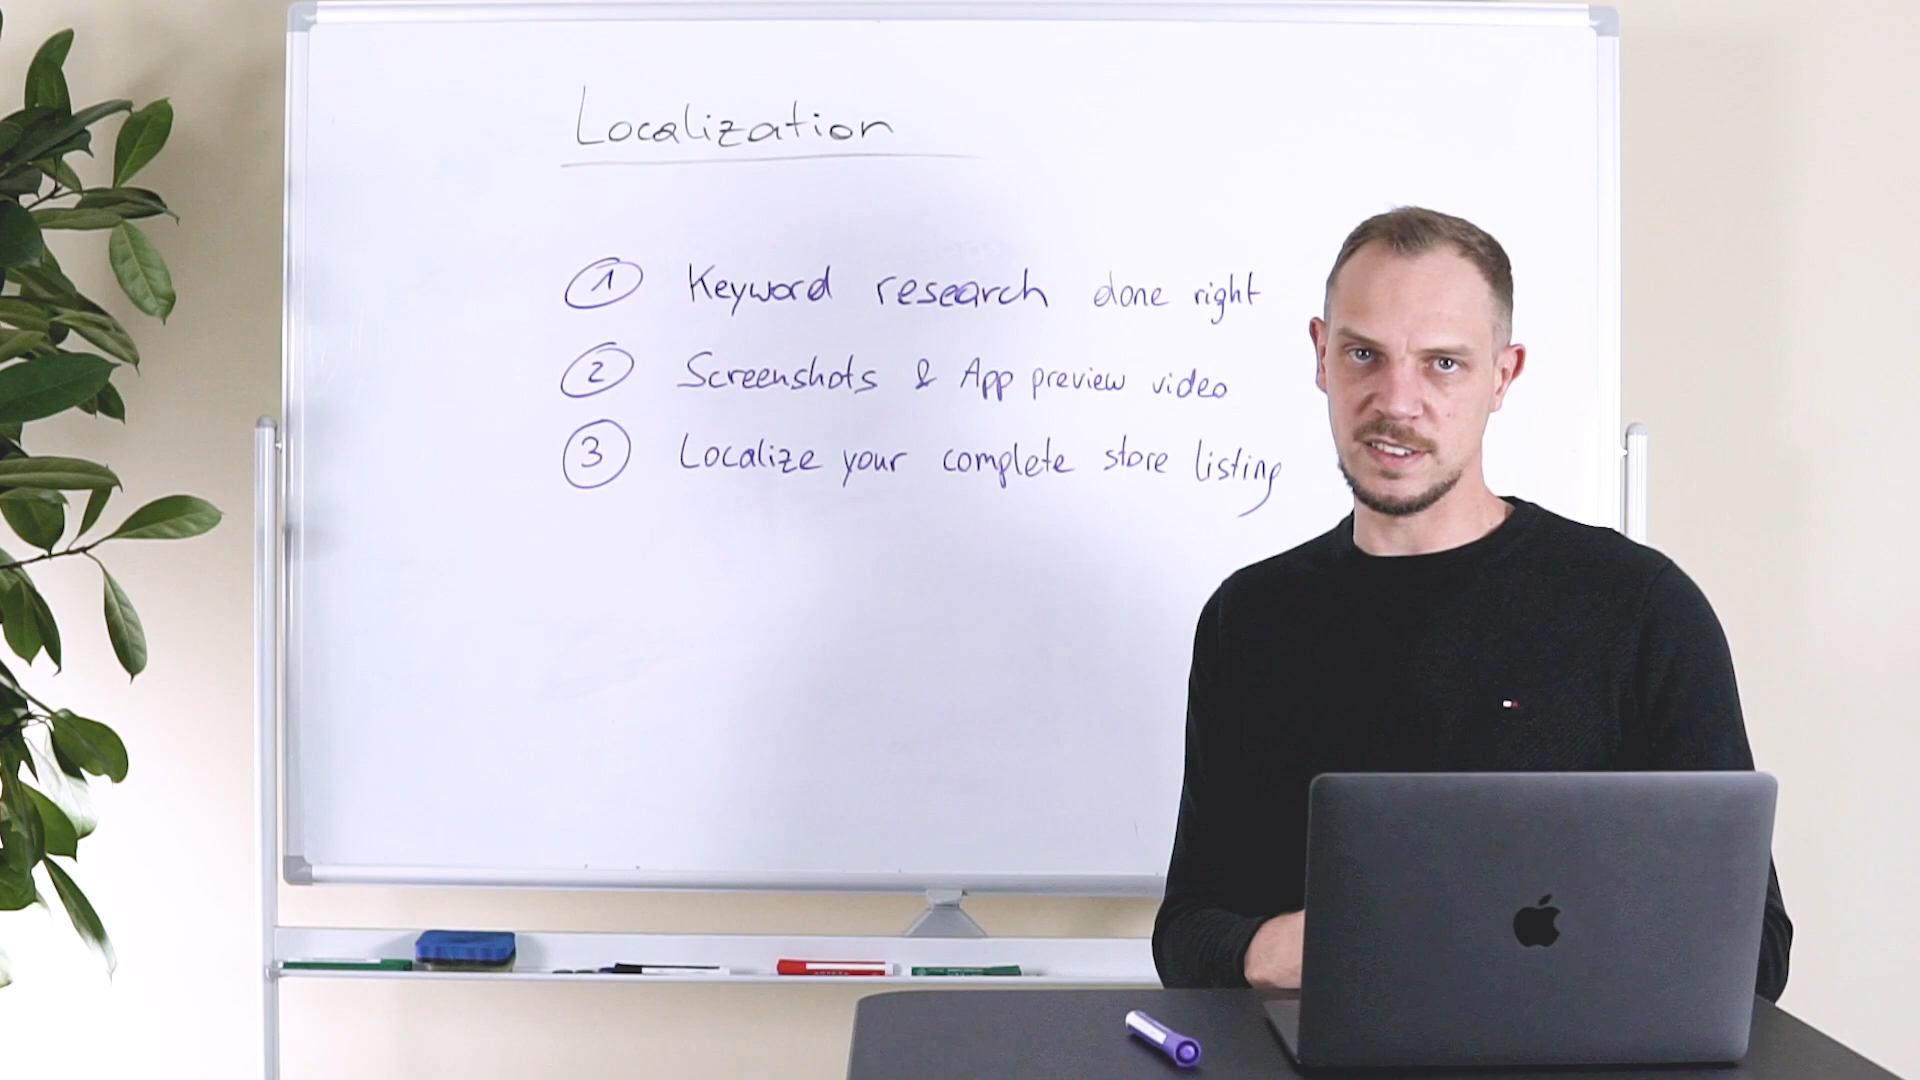 Localization
1 Keyword research done right
2 Screenshots & App preview video
3 Localize your complete store listing